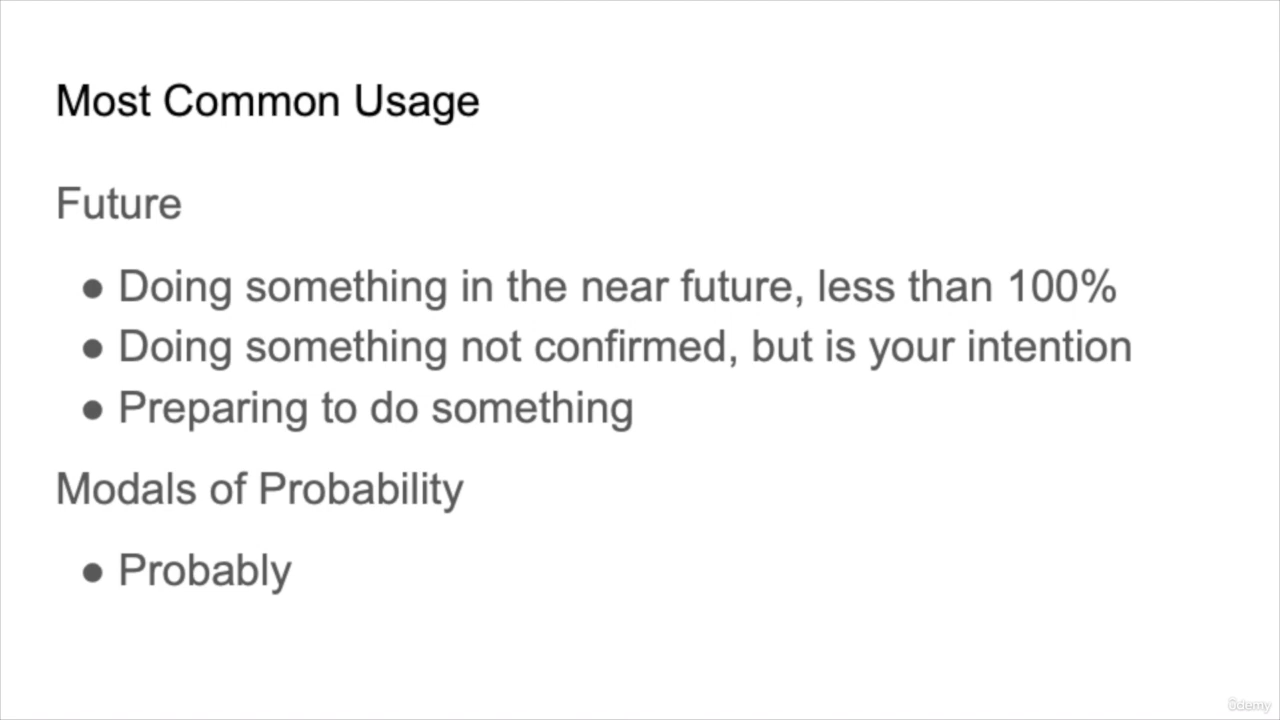 Most Common Usage
Future
● Doing something in the near future, less than 100%
● Doing something not confirmed, but is your intention
● Preparing to do something
Modals of Probability
● Probably
ûdemy